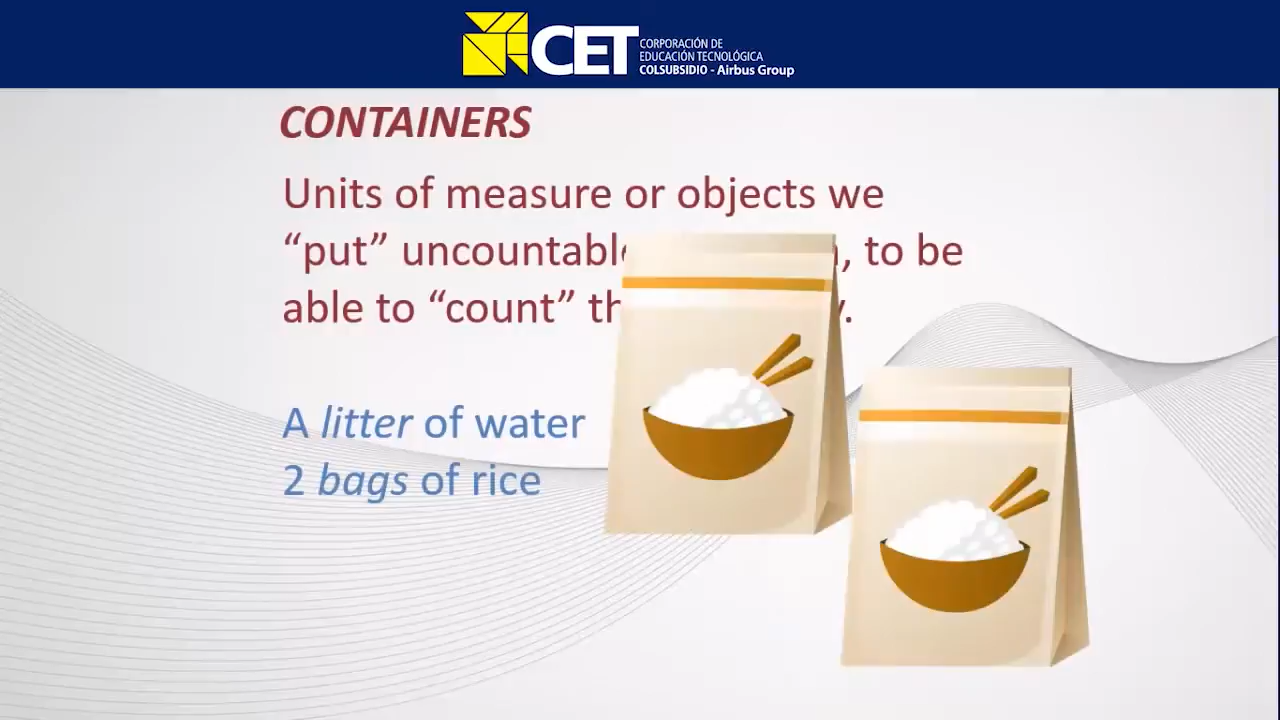 CET
CORPORACIÓN DE
EDUCACIÓN TECNOLÓGICA
COLSUBSIDIO - Airbus Group
CONTAINERS
Units of measure or objects we
“put” uncountable , to be
able to “count”
A litter of water
2 bags of rice